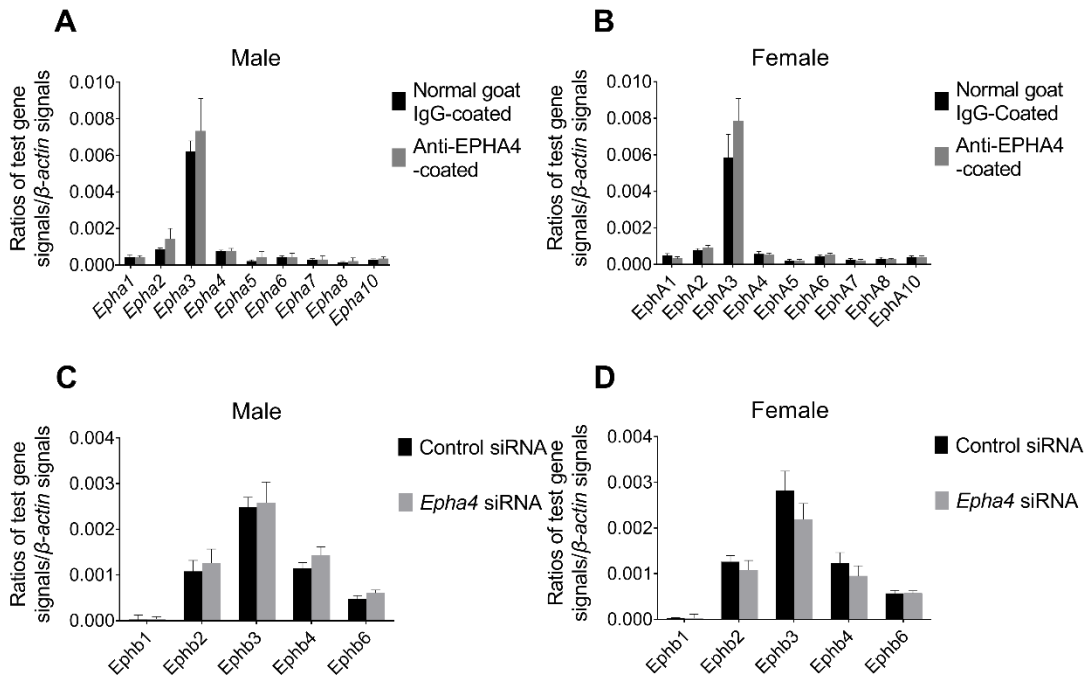 A
Male
Ratios of test gene
signals/β-actin signals
0.010
0.008
0.006
0.004
0.002
0.000
Epha1
Epha2
Epha3
Epha4
Epha5
Epha6
Epha7
Epha8
Epha10
Normal goat
IgG-coated
Anti-EPHA4
-coated
B
Female
Ratios of test gene
signals/β-actin signals
0.010
0.008
0.006
0.004
0.002
0.000
EphA1
EphA2
EphA3
EphA4
EphA5
EphA6
EphA7
EphA8
EphA10
Normal goat
IgG-Coated
Anti-EPHA4
-coated
C
Male
Ratios of test gene
signals/β-actin signals
0.004
0.003
0.002
0.001
0.000
Ephb1
Ephb2
Ephb3
Ephb4
Ephb6
Control siRNA
Epha4 siRNA
D
Female
Ratios of test gene
signals/β-actin signals
0.004
0.003
0.002
0.001
0.000
Ephb1
Ephb2
Ephb3
Ephb4
Ephb6
Control siRNA
Epha4 siRNA